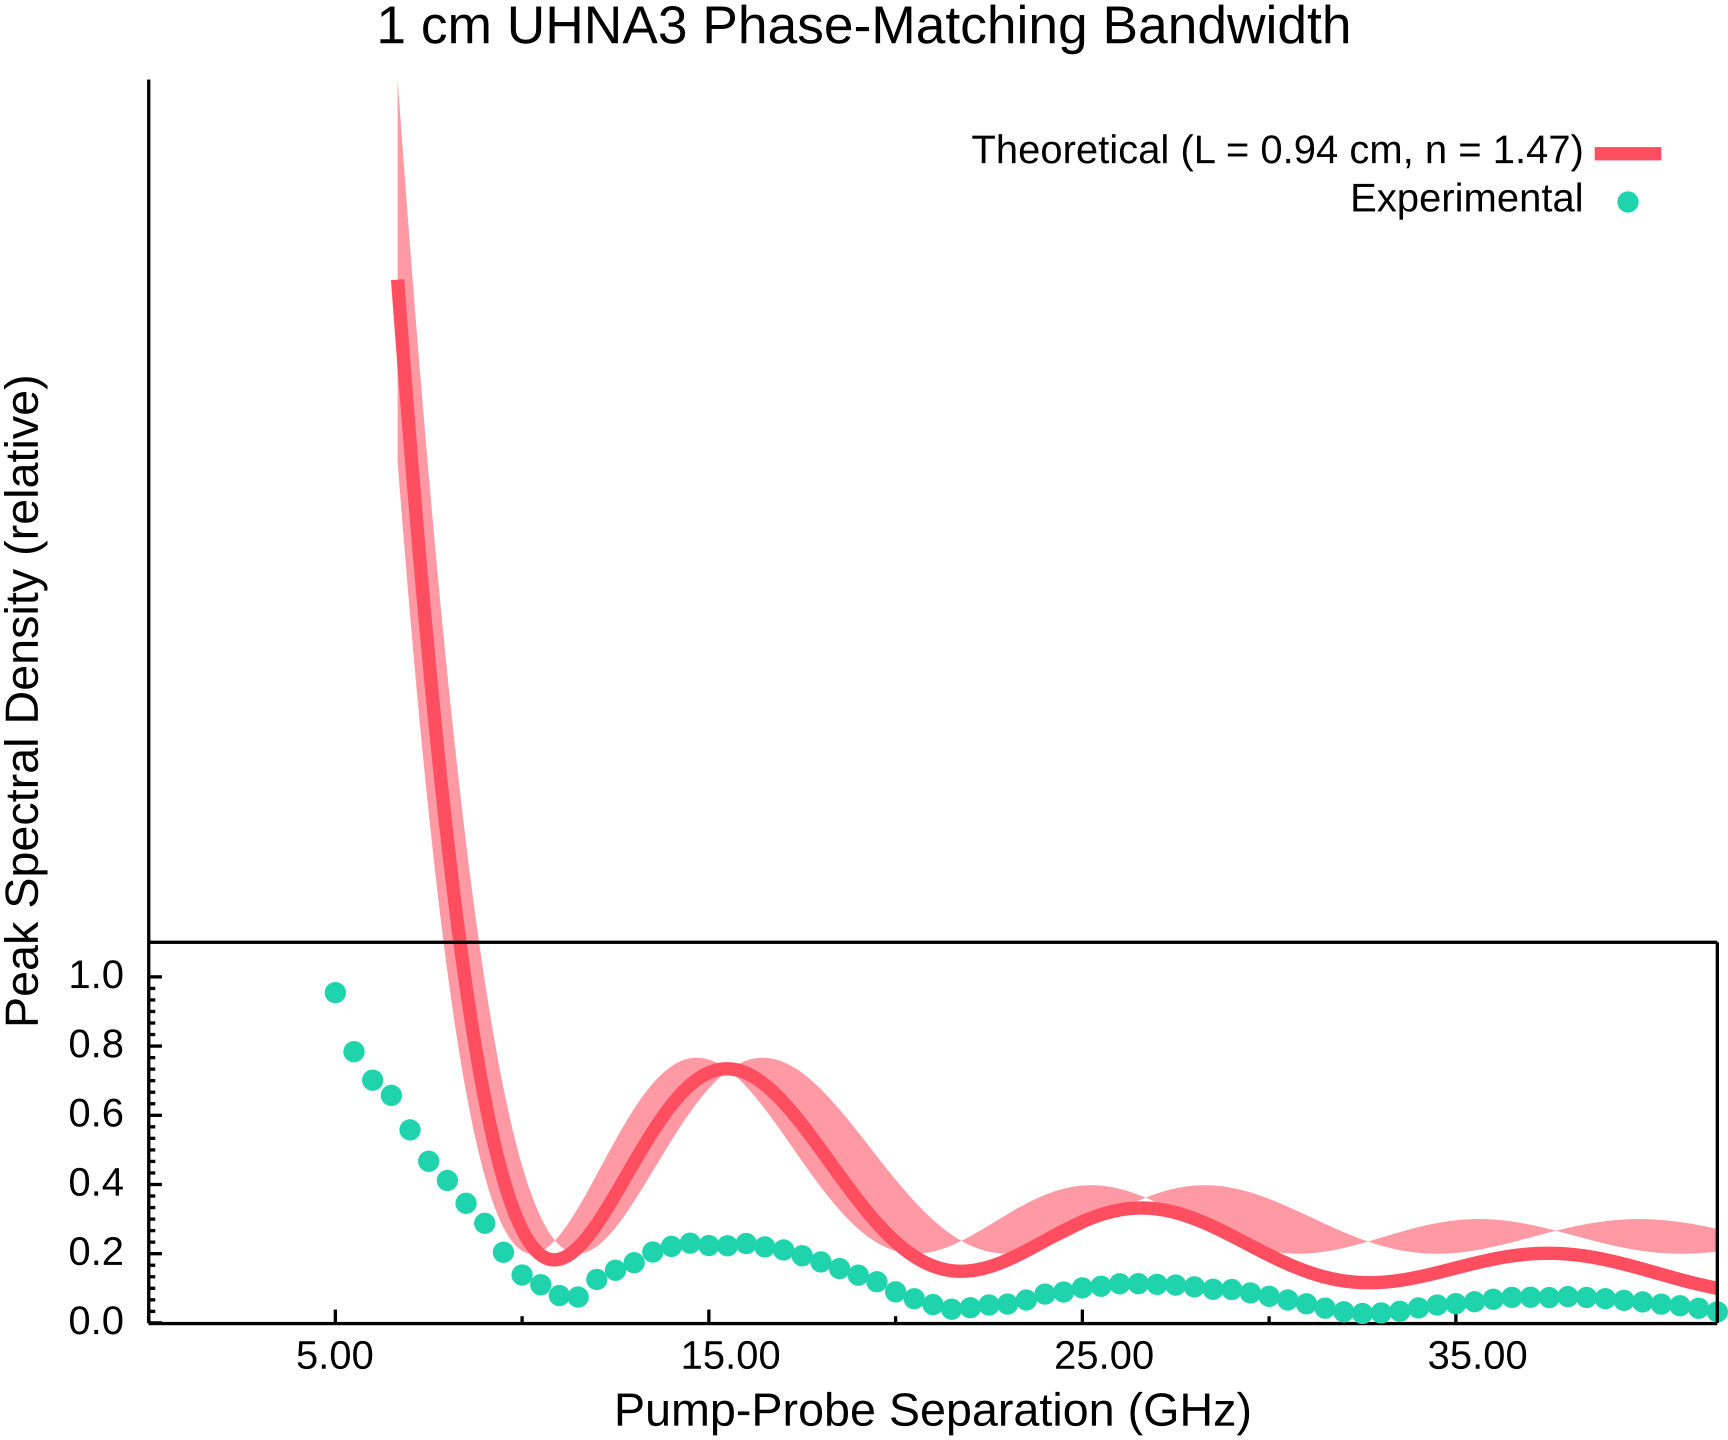 1 cm UHNA3 Phase-Matching Bandwidth
Theoretical (L = 0.94 cm, n = 1.47)
Experimental
Peak Spectral Density (relative)
1.0
0.8
0.6
0.4
0.2
0.0
5.00 15.00 25.00 35.00
Pump-Probe Separation (GHz)